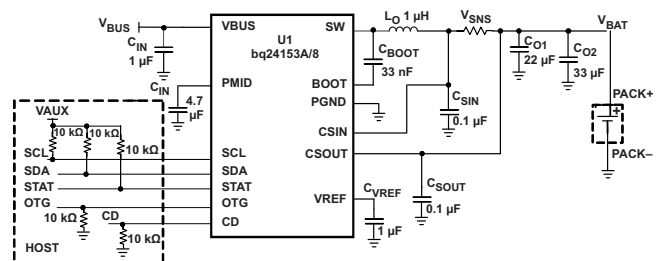 VBUS
CIN
1 µF
CIN
4.7
µF
VBUS
PMID
SCL
SDA
STAT
OTG
CD
U1
bq24153A/8
SW
BOOT
PGND
CSIN
CSOUT
VREF
LO 1 µH
CBOOT
33 nF
VSNS
CO1
22 µF
CO2
33 µF
VBAT
CSIN
0.1 µF
CSOUT
0.1 µF
CVREF
1 µF
PACK+
+
PACK–
VAUX
10 kΩ
10 kΩ
10 kΩ
SCL
SDA
STAT
OTG
10 kΩ
CD
10 kΩ
HOST